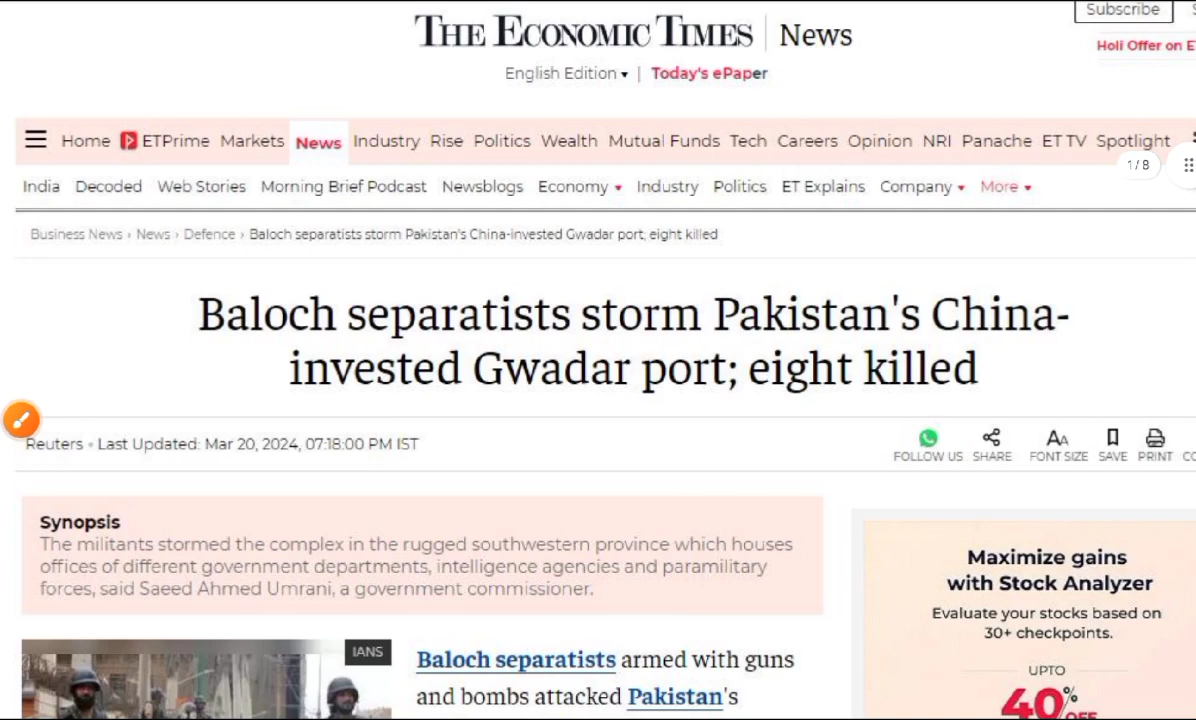 Subscribe
THE ECONOMIC TIMES | News
Holi Offer on ET
English Edition ▾ | Today's ePaper
Home ETPrime Markets News Industry Rise Politics Wealth Mutual Funds Tech Careers Opinion NRI Panache ET TV Spotlight
1/8
India Decoded Web Stories Morning Brief Podcast Newsblogs Economy ▾ Industry Politics ET Explains Company ▾ More ▾
Business News › News › Defence › Baloch separatists storm Pakistan's China-invested Gwadar port; eight killed
Baloch separatists storm Pakistan's China-
invested Gwadar port; eight killed
Reuters • Last Updated: Mar 20, 2024, 07:18:00 PM IST
FOLLOW US SHARE FONT SIZE SAVE PRINT
Synopsis
The militants stormed the complex in the rugged southwestern province which houses
offices of different government departments, intelligence agencies and paramilitary
forces, said Saeed Ahmed Umrani, a government commissioner.
Maximize gains
with Stock Analyzer
Evaluate your stocks based on
30+ checkpoints.
UPTO
40% OFF
IANS
Baloch separatists armed with guns
and bombs attacked Pakistan's